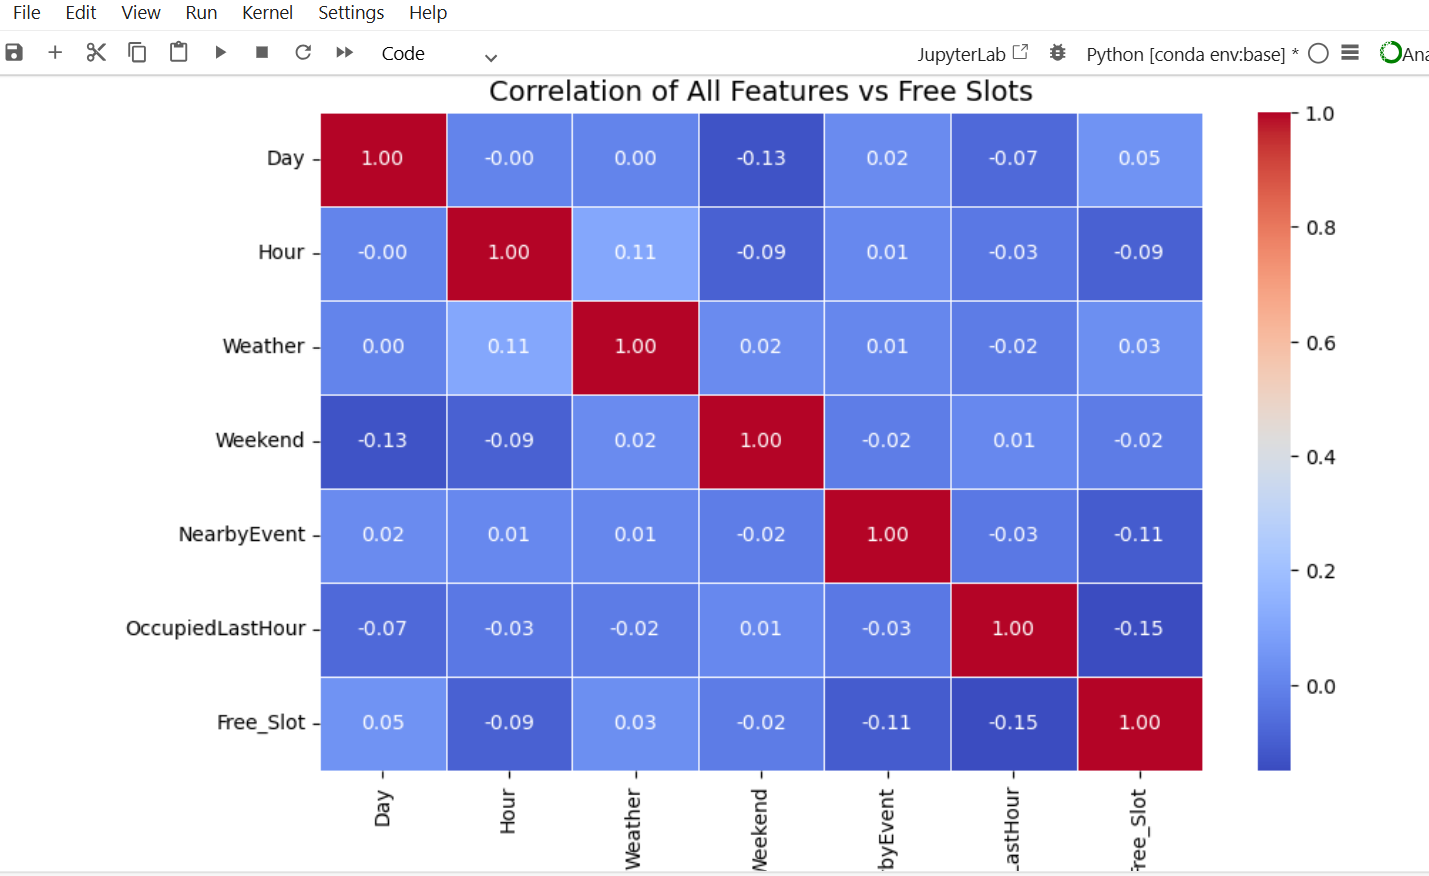 File Edit View Run Kernel Settings Help
Code JupyterLab Python [conda env:base] * Ana
Correlation of All Features vs Free Slots
1.0
Day 1.00 -0.00 0.00 -0.13 0.02 -0.07 0.05
0.8
Hour -0.00 1.00 0.11 -0.09 0.01 -0.03 -0.09
Weather 0.00 0.11 1.00 0.02 0.01 -0.02 0.03
0.6
Weekend -0.13 -0.09 0.02 1.00 -0.02 0.01 -0.02
0.4
NearbyEvent 0.02 0.01 0.01 -0.02 1.00 -0.03 -0.11
0.2
OccupiedLastHour -0.07 -0.03 -0.02 0.01 -0.03 1.00 -0.15
0.0
Free_Slot 0.05 -0.09 0.03 -0.02 -0.11 -0.15 1.00
Day
Hour
Weather
Weekend
byEvent
LastHour
Free_Slot